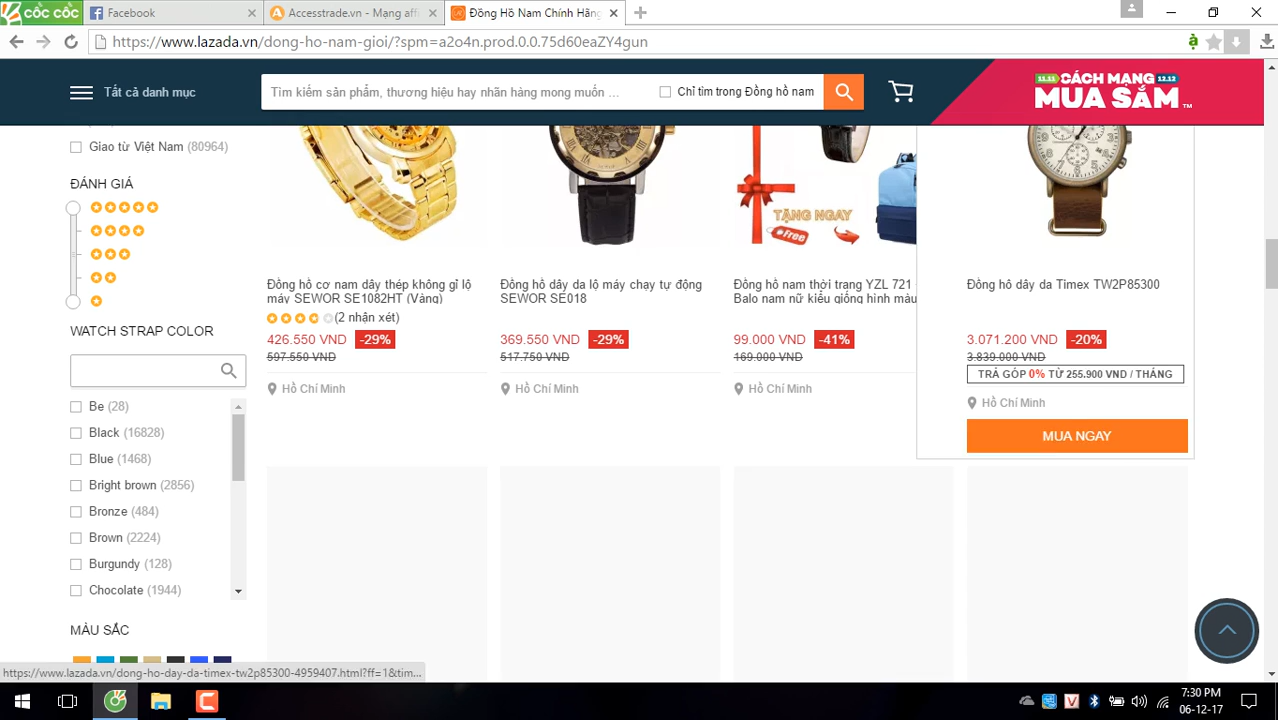 cốc cốc
Facebook
Accesstrade.vn - Mạng aff
Đồng Hồ Nam Chính Hãng
https://www.lazada.vn/dong-ho-nam-gioi/?spm=a2o4n.prod.0.0.75d60eaZY4gun
Tất cả danh mục
Tìm kiếm sản phẩm, thương hiệu hay nhãn hàng mong muốn ...
Chỉ tìm trong Đồng hồ nam
11.11 CÁCH MẠNG 12.12
MUA SẮM™
Giao từ Việt Nam (80964)
ĐÁNH GIÁ
WATCH STRAP COLOR
Be (28)
Black (16828)
Blue (1468)
Bright brown (2856)
Bronze (484)
Brown (2224)
Burgundy (128)
Chocolate (1944)
MÀU SẮC
Đồng hồ cơ nam dây thép không gỉ lộ
máy SEWOR SE1082HT (Vàng)
(2 nhận xét)
426.550 VND -29%
597.550 VND
Hồ Chí Minh
Đồng hồ dây da lộ máy chạy tự động
SEWOR SE018
369.550 VND -29%
517.750 VND
Hồ Chí Minh
TẶNG NGAY
Free
Đồng hồ nam thời trang YZL 721
Balo nam nữ kiểu giống hình màu
99.000 VND -41%
169.000 VND
Hồ Chí Minh
Đồng hồ dây da Timex TW2P85300
3.071.200 VND -20%
3.839.000 VND
TRẢ GÓP 0% TỪ 255.900 VND / THÁNG
Hồ Chí Minh
MUA NGAY
https://www.lazada.vn/dong-ho-day-da-timex-tw2p85300-4959407.html?ff=1&tim...
7:30 PM
06-12-17